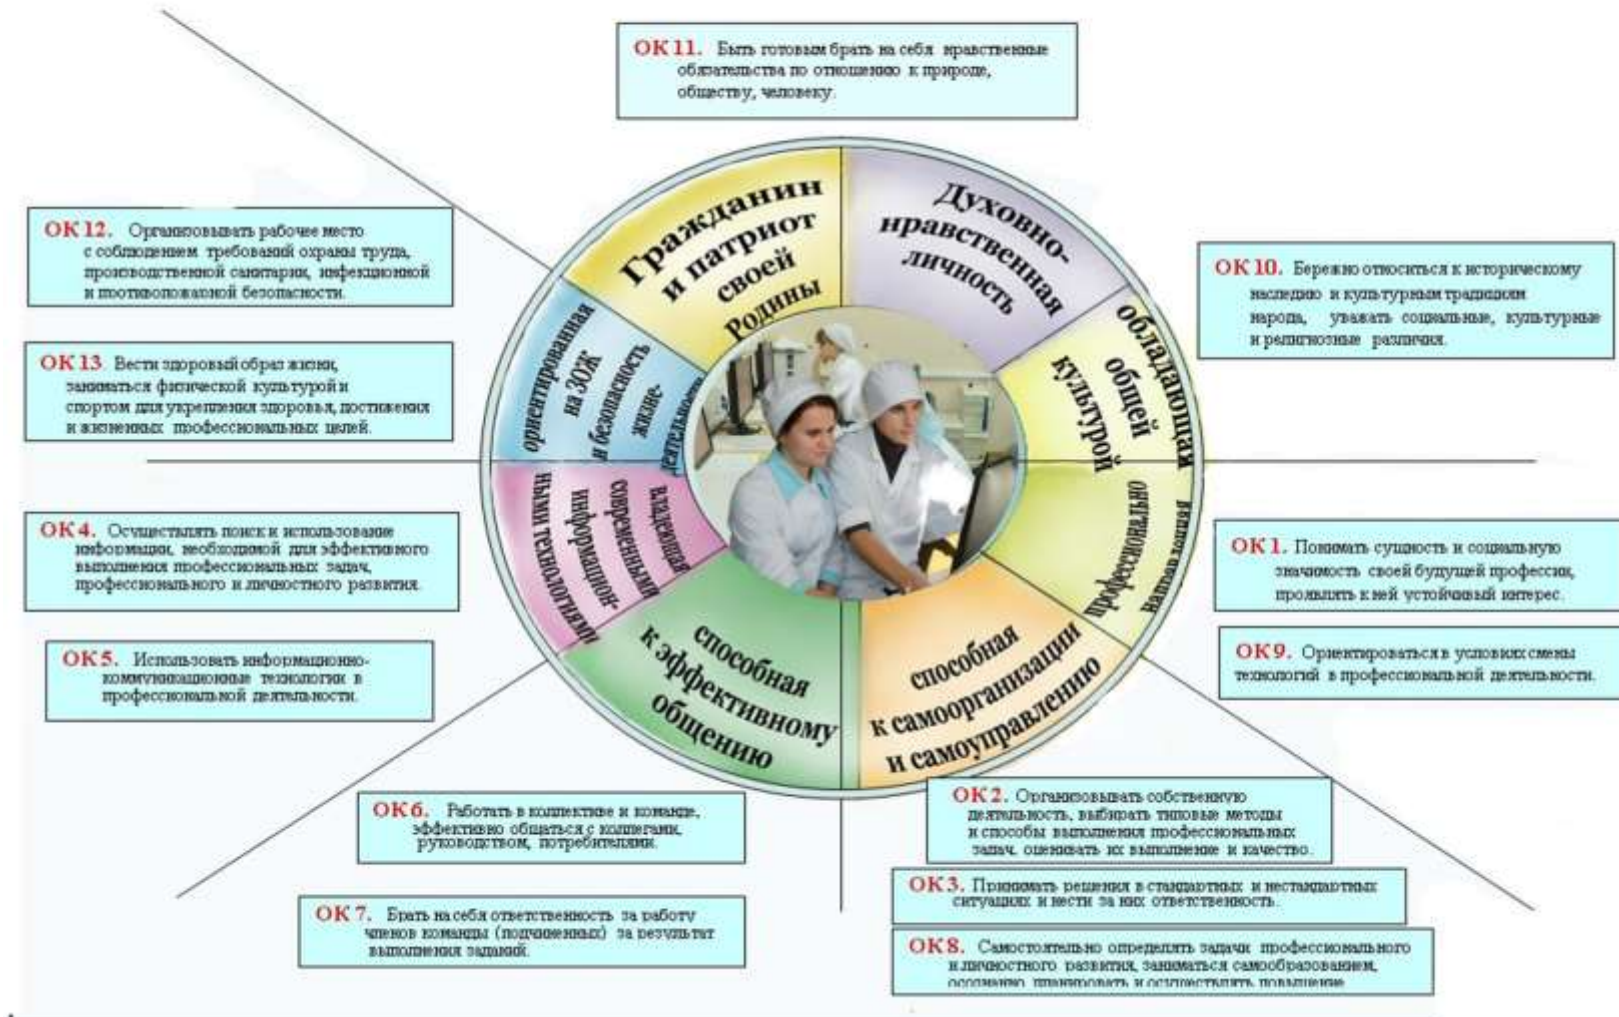 ОК 11. Быть готовым брать на себя нравственные
обязательства по отношению к природе,
обществу, человеку.
ОК 12. Организовывать рабочее место
с соблюдением требований охраны труда,
производственной санитарии, инфекционной
и противопожарной безопасности.
ОК 13. Вести здоровый образ жизни,
заниматься физической культурой и
спортом для укрепления здоровья, достижения
и жизненных профессиональных целей.
ОК 4. Осуществлять поиск и использование
информации, необходимой для эффективного
выполнения профессиональных задач,
профессионального и личностного развития.
ОК 5. Использовать информационно-
коммуникационные технологии в
профессиональной деятельности.
ОК 6. Работать в коллективе и команде,
эффективно общаться с коллегами,
руководством, потребителями.
ОК 7. Брать на себя ответственность за работу
членов команды (подчиненных) за результат
выполнения заданий.
Гражданин
и патриот
своей
Родины
Духовно-
нравственная
личность
обладающая
общей
культурой
профессионально
направленная
способная
к самоорганизации
и самоуправлению
способная
к эффективному
общению
владеющая
современными
информацион-
ными технологиями
ориентированная
на ЗОЖ
и безопасность
жизне-
деятельности
ОК 10. Бережно относиться к историческому
наследию и культурным традициям
народа, уважать социальные, культурные
и религиозные различия.
ОК 1. Понимать сущность и социальную
значимость своей будущей профессии,
проявлять к ней устойчивый интерес.
ОК 9. Ориентироваться в условиях смены
технологий в профессиональной деятельности.
ОК 2. Организовывать собственную
деятельность, выбирать типовые методы
и способы выполнения профессиональных
задач, оценивать их выполнение и качество.
ОК 3. Принимать решения в стандартных и нестандартных
ситуациях и нести за них ответственность.
ОК 8. Самостоятельно определять задачи профессионального
и личностного развития, заниматься самообразованием,
осознанно планировать и осуществлять повышение